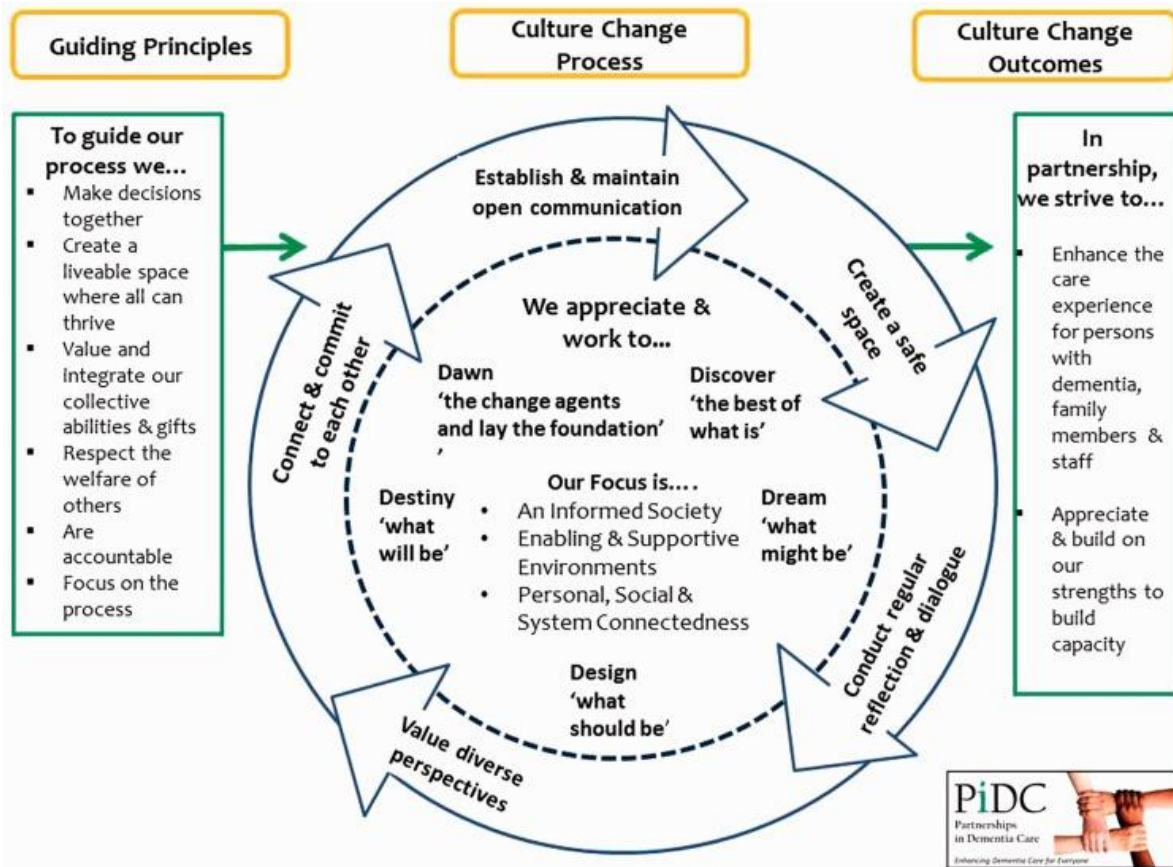 Guiding Principles
Culture Change
Process
Culture Change
Outcomes
To guide our
process we...
▪ Make decisions
together
▪ Create a
liveable space
where all can
thrive
▪ Value and
integrate our
collective
abilities & gifts
▪ Respect the
welfare of
others
▪ Are
accountable
▪ Focus on the
process
Establish & maintain
open communication
Create a safe
space
Conduct regular
reflection & dialogue
Value diverse
perspectives
Connect & commit
to each other
We appreciate &
work to...
Dawn
‘the change agents
and lay the foundation’
’
Discover
‘the best of
what is’
Dream
‘what
might be’
Design
‘what
should be’
Destiny
‘what
will be’
Our Focus is....
• An Informed Society
• Enabling & Supportive
Environments
• Personal, Social &
System Connectedness
In
partnership,
we strive to...
▪ Enhance the
care
experience
for persons
with
dementia,
family
members &
staff
▪ Appreciate
& build on
our
strengths to
build
capacity
PiDC
Partnerships
in Dementia Care
Enhancing Dementia Care for Everyone